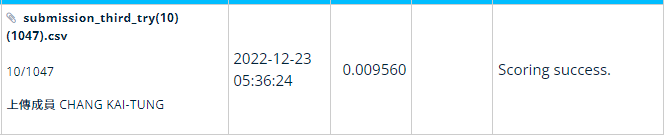 submission_third_try(10)
(1047).csv
10/1047
上傳成員 CHANG KAI-TUNG
2022-12-23
05:36:24
0.009560
Scoring success.